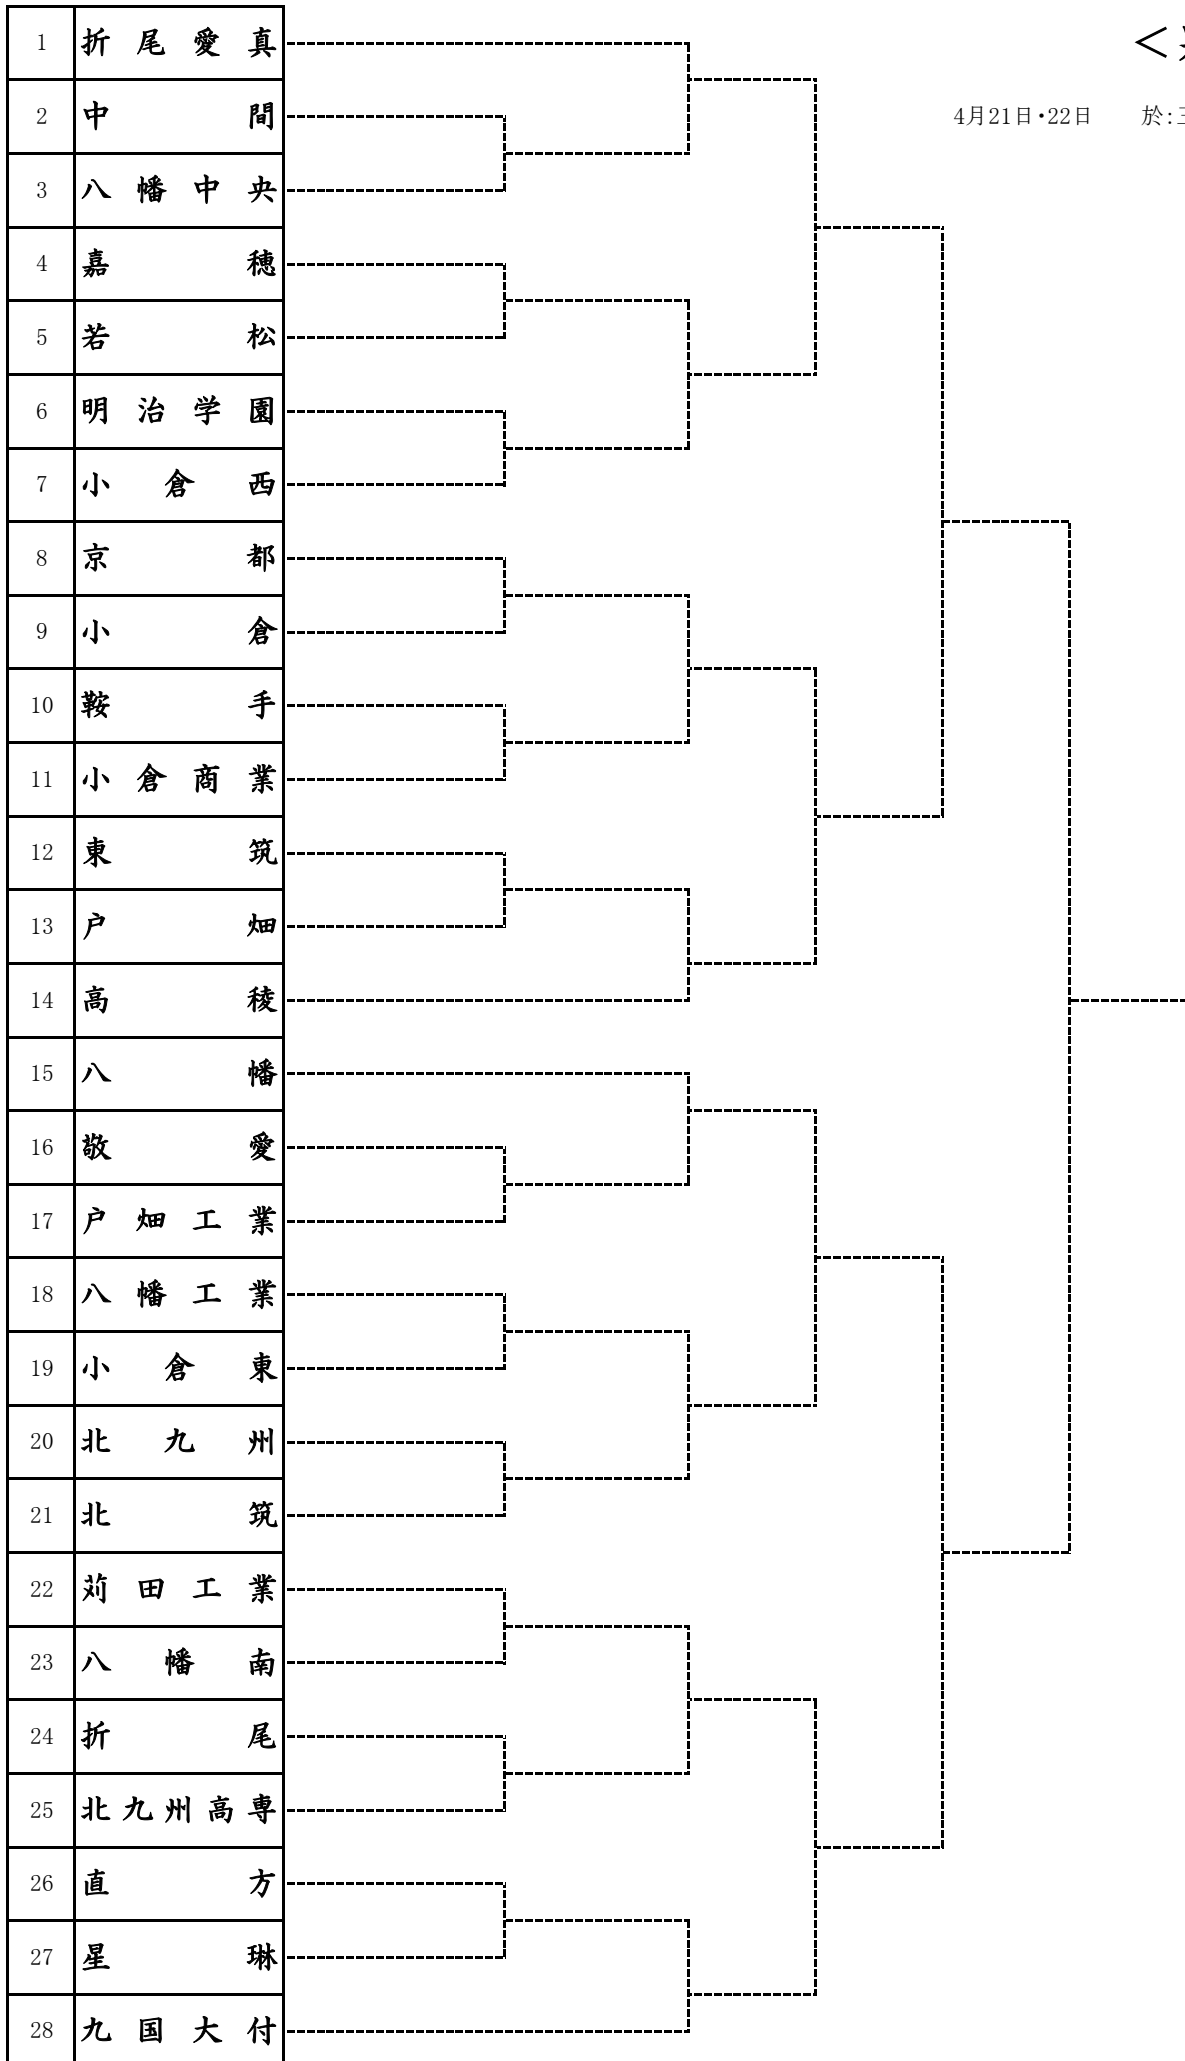 1 折尾愛真
<
4月21日・22日 於:
2 中間
3 八幡中央
4 嘉穂
5 若松
6 明治学園
7 小倉西
8 京都
9 小倉
10 鞍手
11 小倉商業
12 東筑
13 戸畑
14 高稜
15 八幡
16 敬愛
17 戸畑工業
18 八幡工業
19 小倉東
20 北九州
21 北筑
22 苅田工業
23 八幡南
24 折尾
25 北九州高専
26 直方
27 星琳
28 九国大付